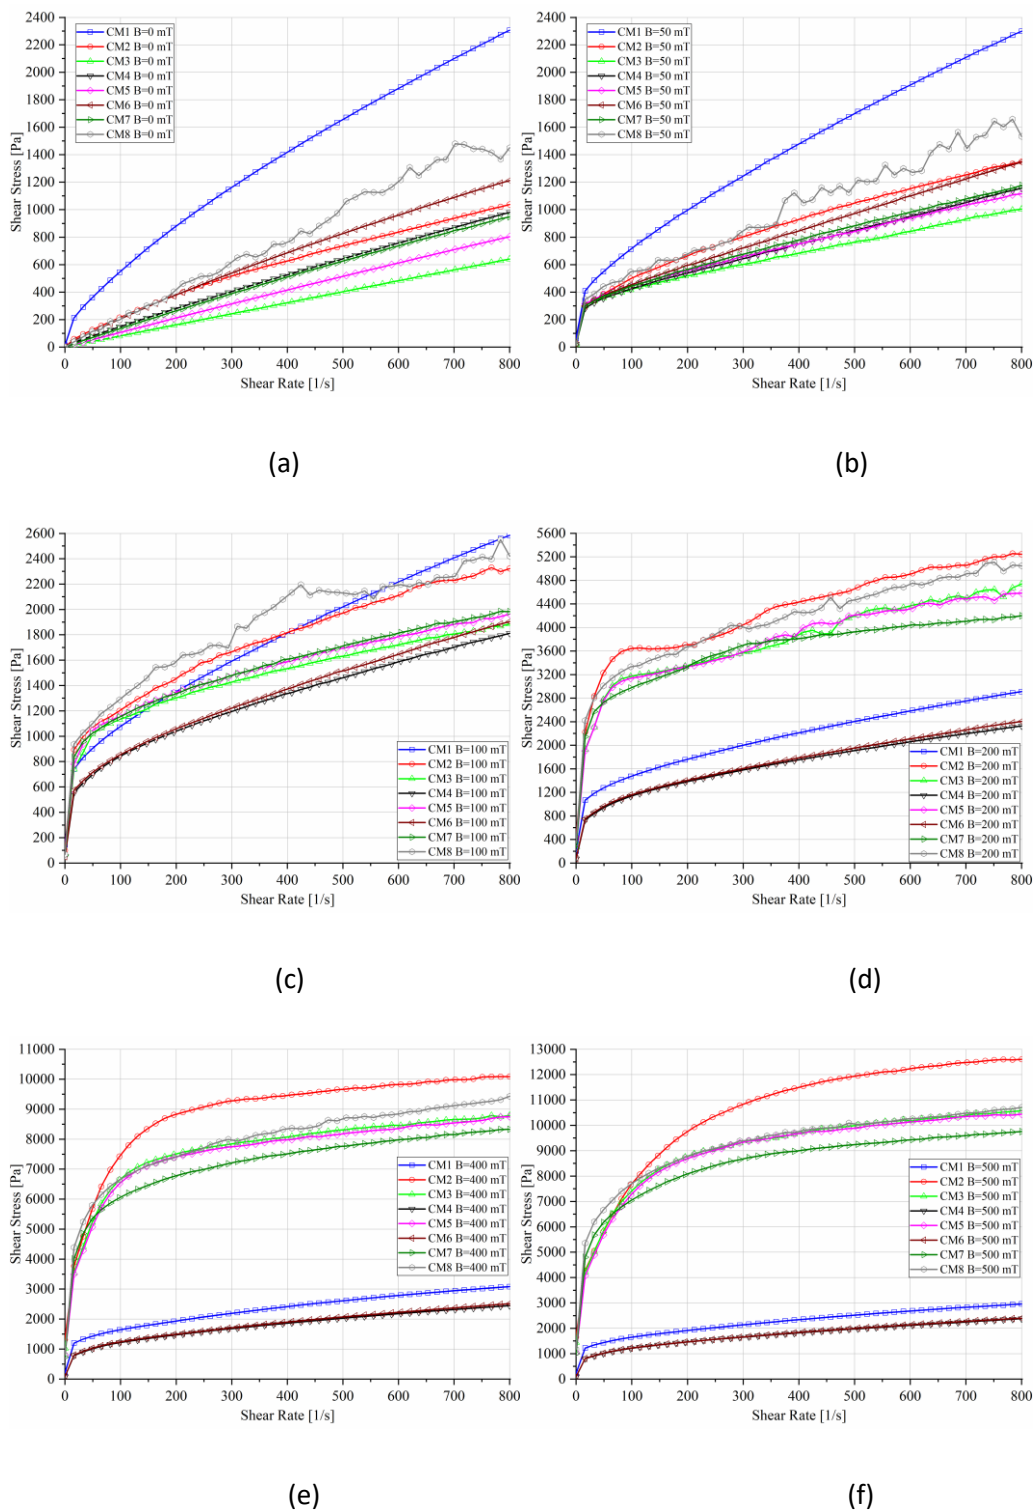 2400
2200
2000
1800
1600
1400
1200
1000
800
600
400
200
0
Shear Stress [Pa]
CM1 B=0 mT
CM2 B=0 mT
CM3 B=0 mT
CM4 B=0 mT
CM5 B=0 mT
CM6 B=0 mT
CM7 B=0 mT
CM8 B=0 mT
0 100 200 300 400 500 600 700 800
Shear Rate [1/s]
(a)
2400
2200
2000
1800
1600
1400
1200
1000
800
600
400
200
0
Shear Stress [Pa]
CM1 B=50 mT
CM2 B=50 mT
CM3 B=50 mT
CM4 B=50 mT
CM5 B=50 mT
CM6 B=50 mT
CM7 B=50 mT
CM8 B=50 mT
0 100 200 300 400 500 600 700 800
Shear Rate [1/s]
(b)
2600
2400
2200
2000
1800
1600
1400
1200
1000
800
600
400
200
0
Shear Stress [Pa]
CM1 B=100 mT
CM2 B=100 mT
CM3 B=100 mT
CM4 B=100 mT
CM5 B=100 mT
CM6 B=100 mT
CM7 B=100 mT
CM8 B=100 mT
0 100 200 300 400 500 600 700 800
Shear Rate [1/s]
(c)
5600
5200
4800
4400
4000
3600
3200
2800
2400
2000
1600
1200
800
400
0
Shear Stress [Pa]
CM1 B=200 mT
CM2 B=200 mT
CM3 B=200 mT
CM4 B=200 mT
CM5 B=200 mT
CM6 B=200 mT
CM7 B=200 mT
CM8 B=200 mT
0 100 200 300 400 500 600 700 800
Shear Rate [1/s]
(d)
11000
10000
9000
8000
7000
6000
5000
4000
3000
2000
1000
0
Shear Stress [Pa]
CM1 B=400 mT
CM2 B=400 mT
CM3 B=400 mT
CM4 B=400 mT
CM5 B=400 mT
CM6 B=400 mT
CM7 B=400 mT
CM8 B=400 mT
0 100 200 300 400 500 600 700 800
Shear Rate [1/s]
(e)
13000
12000
11000
10000
9000
8000
7000
6000
5000
4000
3000
2000
1000
0
Shear Stress [Pa]
CM1 B=500 mT
CM2 B=500 mT
CM3 B=500 mT
CM4 B=500 mT
CM5 B=500 mT
CM6 B=500 mT
CM7 B=500 mT
CM8 B=500 mT
0 100 200 300 400 500 600 700 800
Shear Rate [1/s]
(f)